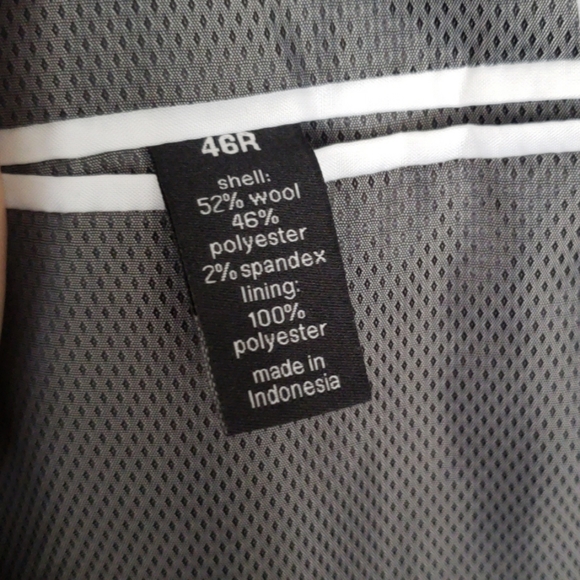 46R
shell:
52% wool
46%
polyester
2% spandex
lining:
100%
polyester
made in
Indonesia